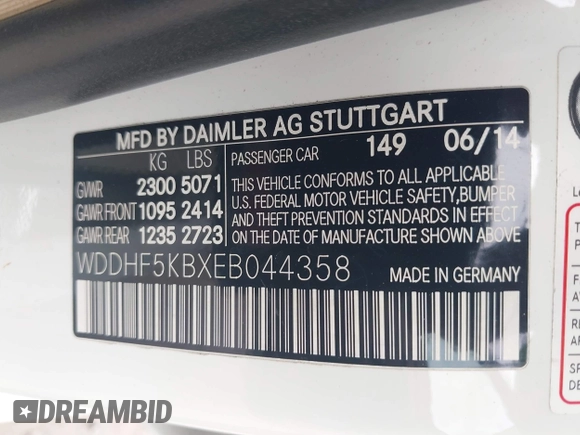 MFD BY DAIMLER AG STUTTGART
KG LBS
GVWR 2300 5071
GAWR FRONT 1095 2414
GAWR REAR 1235 2723
PASSENGER CAR 149 06/14
THIS VEHICLE CONFORMS TO ALL APPLICABLE
U.S. FEDERAL MOTOR VEHICLE SAFETY, BUMPER
AND THEFT PREVENTION STANDARDS IN EFFECT
ON THE DATE OF MANUFACTURE SHOWN ABOVE.
WDDHF5KBXEB044358
MADE IN GERMANY
DREAMBID